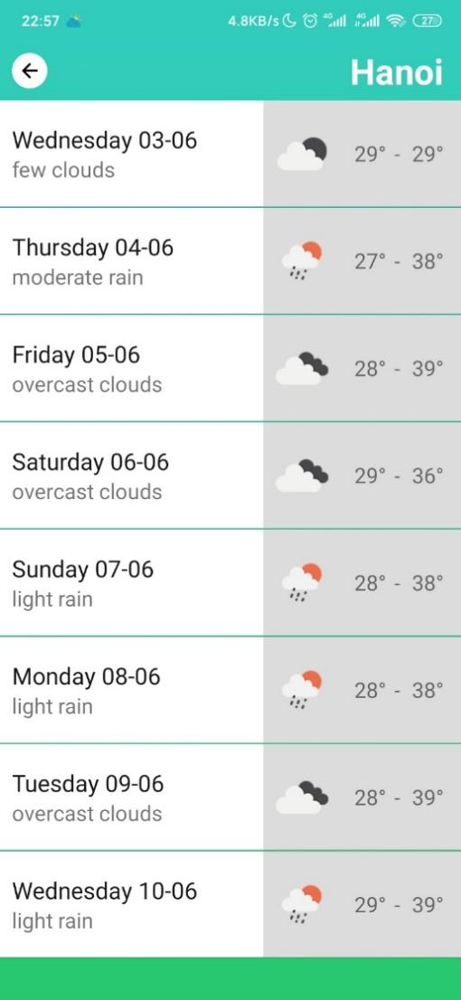 22:57 4.8KB/s 4G 4G 27
Hanoi
Wednesday 03-06
few clouds
29° - 29°
Thursday 04-06
moderate rain
27° - 38°
Friday 05-06
overcast clouds
28° - 39°
Saturday 06-06
overcast clouds
29° - 36°
Sunday 07-06
light rain
28° - 38°
Monday 08-06
light rain
28° - 38°
Tuesday 09-06
overcast clouds
28° - 39°
Wednesday 10-06
light rain
29° - 39°